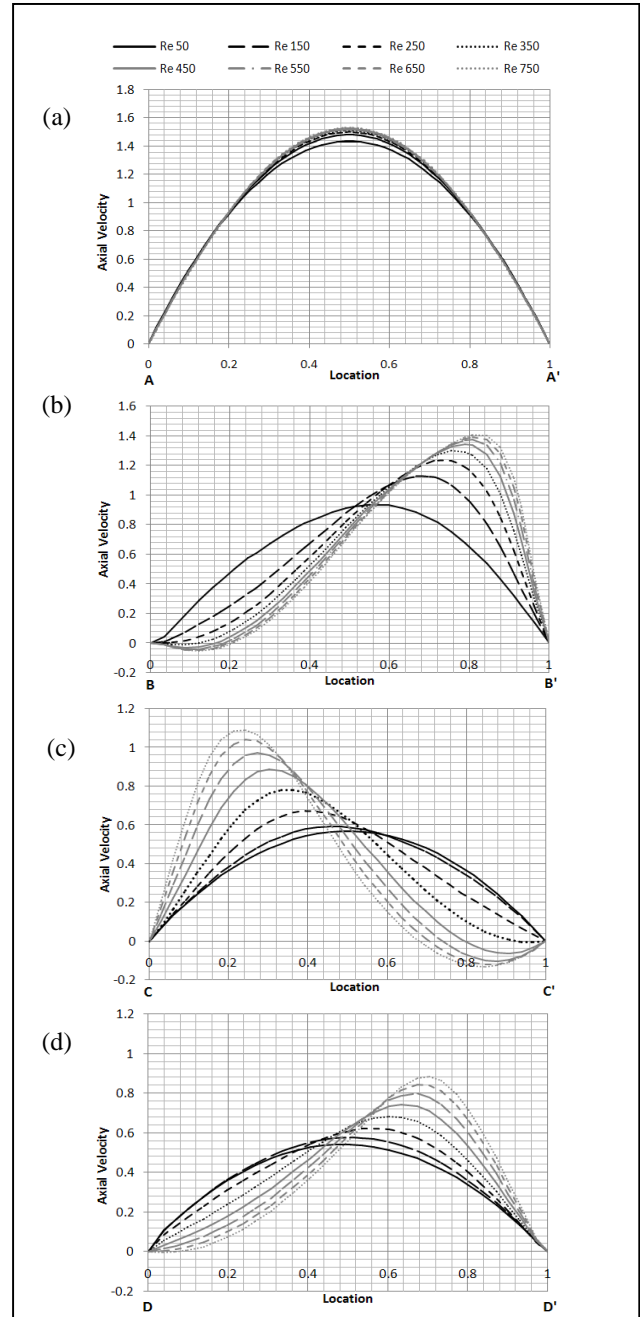 Re 50 Re 150 Re 250 Re 350
Re 450 Re 550 Re 650 Re 750
(a)
1.8
1.6
1.4
1.2
1
0.8
0.6
0.4
0.2
0
Axial Velocity
0 0.2 0.4 0.6 0.8 1
A Location A'
(b)
1.6
1.4
1.2
1
0.8
0.6
0.4
0.2
0
-0.2
Axial Velocity
0 0.2 0.4 0.6 0.8 1
B Location B'
(c)
1.2
1
0.8
0.6
0.4
0.2
0
-0.2
Axial Velocity
0 0.2 0.4 0.6 0.8 1
C Location C'
(d)
1.2
1
0.8
0.6
0.4
0.2
0
-0.2
Axial Velocity
0 0.2 0.4 0.6 0.8 1
D Location D'